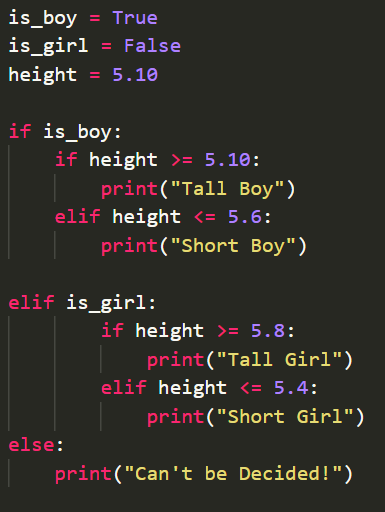 is_boy = True
is_girl = False
height = 5.10

if is_boy:
    if height >= 5.10:
        print("Tall Boy")
    elif height <= 5.6:
        print("Short Boy")

elif is_girl:
        if height >= 5.8:
            print("Tall Girl")
        elif height <= 5.4:
            print("Short Girl")
else:
    print("Can't be Decided!")